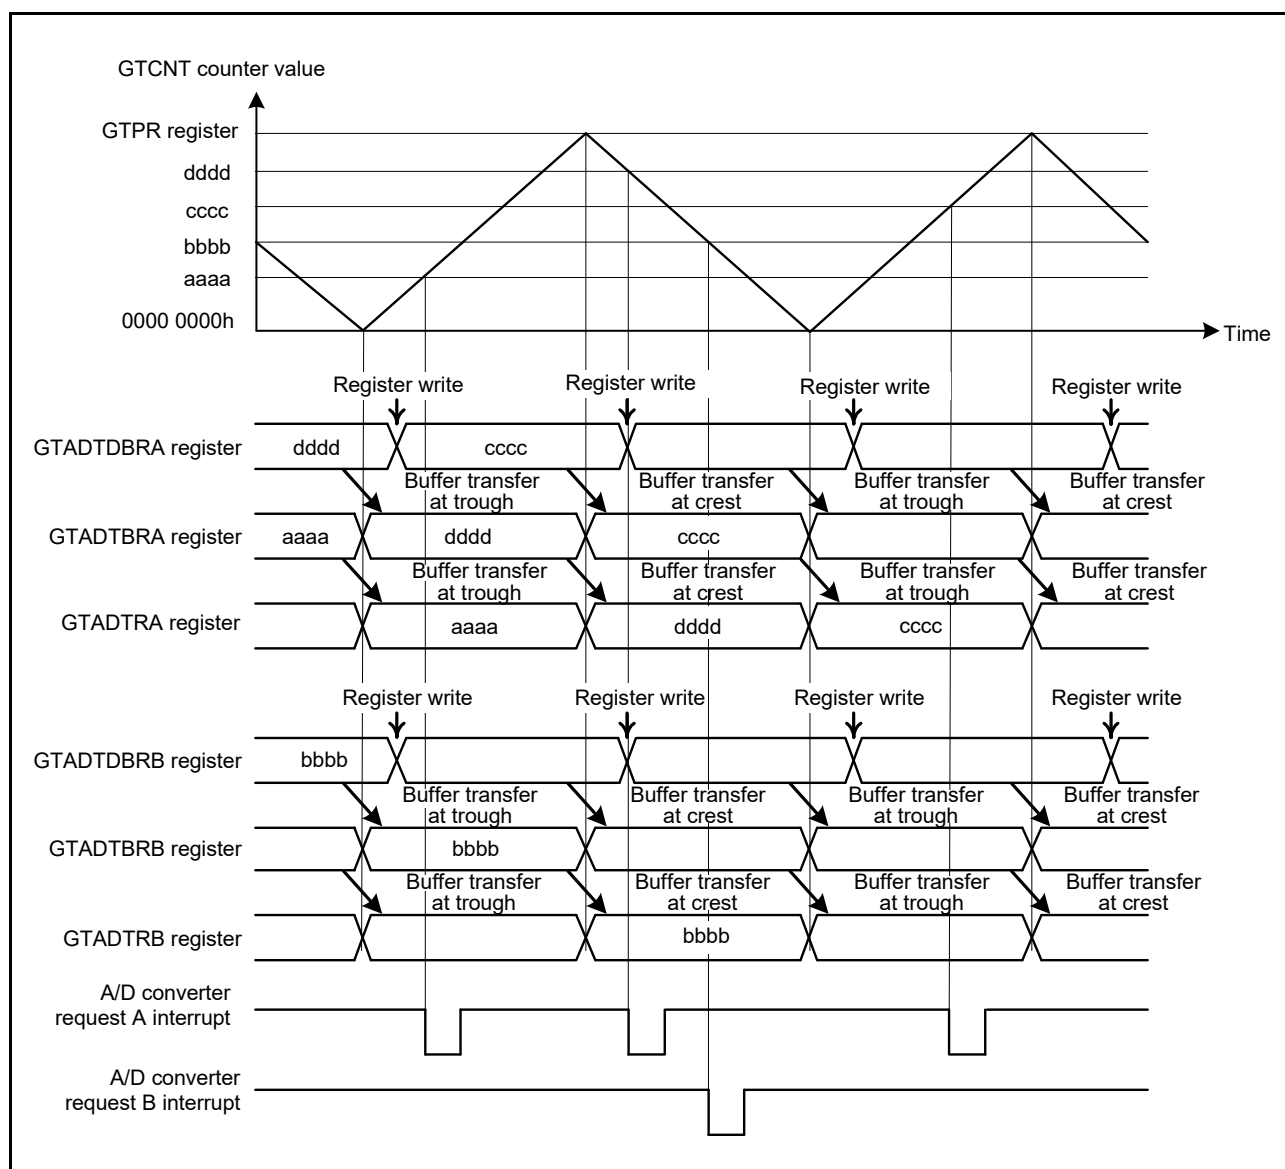 GTCNT counter value
GTPR register
dddd
cccc
bbbb
aaaa
0000 0000h
Time
Register write
Register write
Register write
Register write
GTADTDBRA register
dddd
cccc
Buffer transfer
at trough
Buffer transfer
at crest
Buffer transfer
at trough
Buffer transfer
at crest
GTADTBRA register
aaaa
dddd
cccc
Buffer transfer
at trough
Buffer transfer
at crest
Buffer transfer
at trough
Buffer transfer
at crest
GTADTRA register
aaaa
dddd
cccc
Register write
Register write
Register write
Register write
GTADTDBRB register
bbbb
Buffer transfer
at trough
Buffer transfer
at crest
Buffer transfer
at trough
Buffer transfer
at crest
GTADTBRB register
bbbb
Buffer transfer
at trough
Buffer transfer
at crest
Buffer transfer
at trough
Buffer transfer
at crest
GTADTRB register
bbbb
A/D converter
request A interrupt
A/D converter
request B interrupt